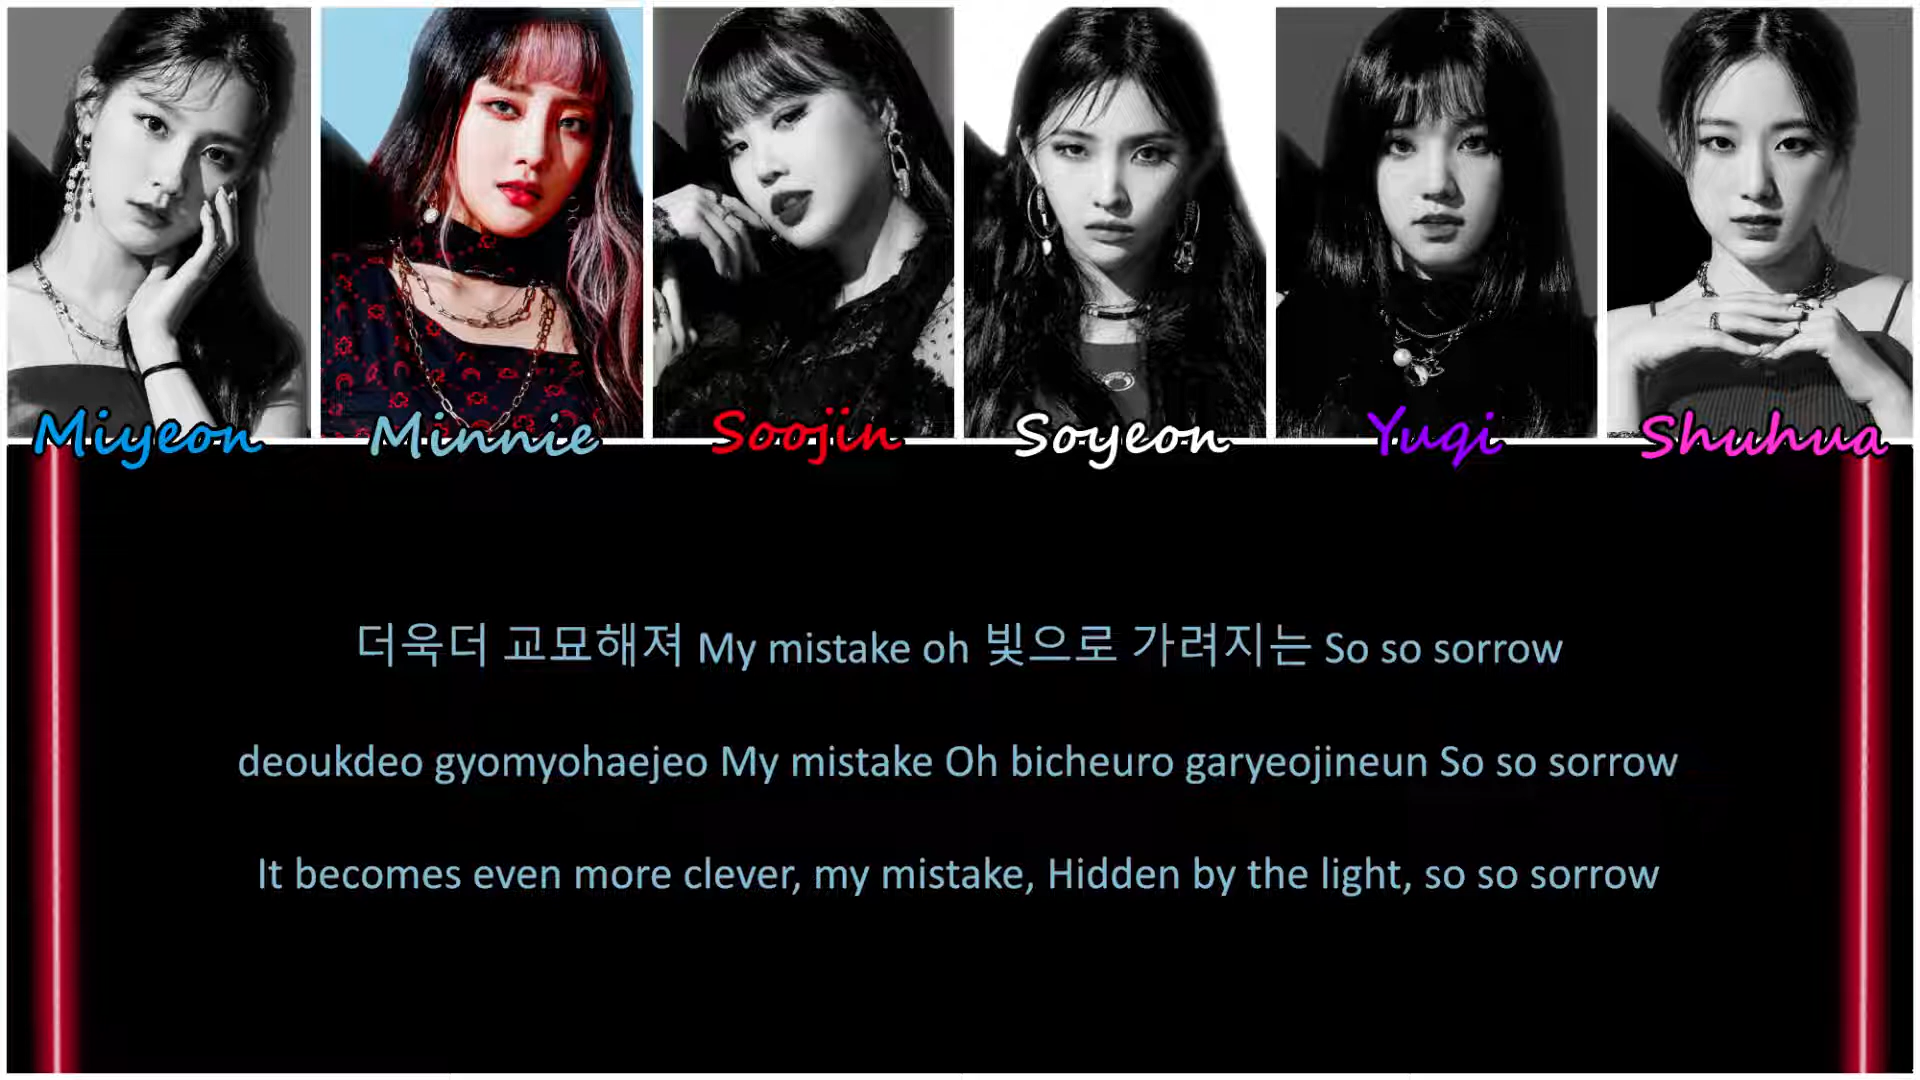 Miyeon Minnie Soojin Soyeon Yuqi Shuhua
더욱더 교묘해져 My mistake oh 빛으로 가려지는 So so sorrow
deoukdeo gyomyohaejeo My mistake Oh bicheuro garyeojineun So so sorrow
It becomes even more clever, my mistake, Hidden by the light, so so sorrow